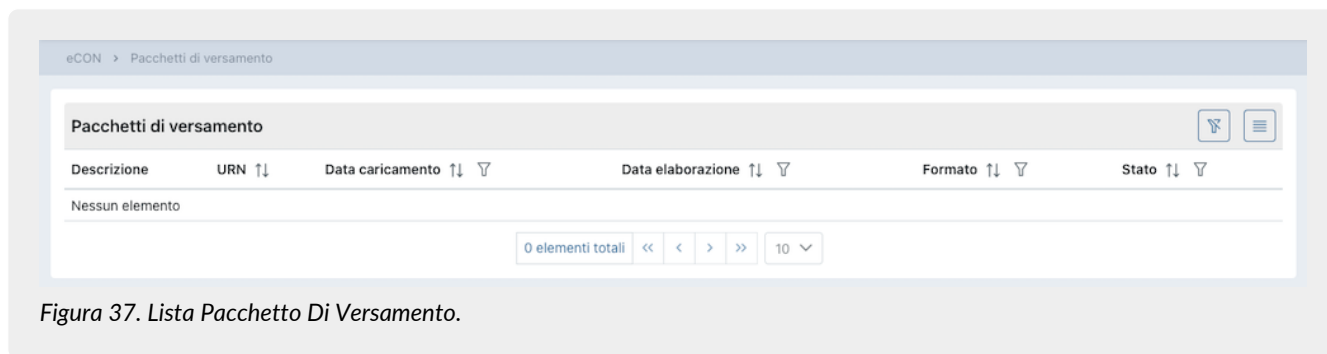 eCON > Pacchetti di versamento
Pacchetti di versamento
Descrizione URN Data caricamento Data elaborazione Formato Stato
Nessun elemento
0 elementi totali << < > >> 10
Figura 37. Lista Pacchetto Di Versamento.